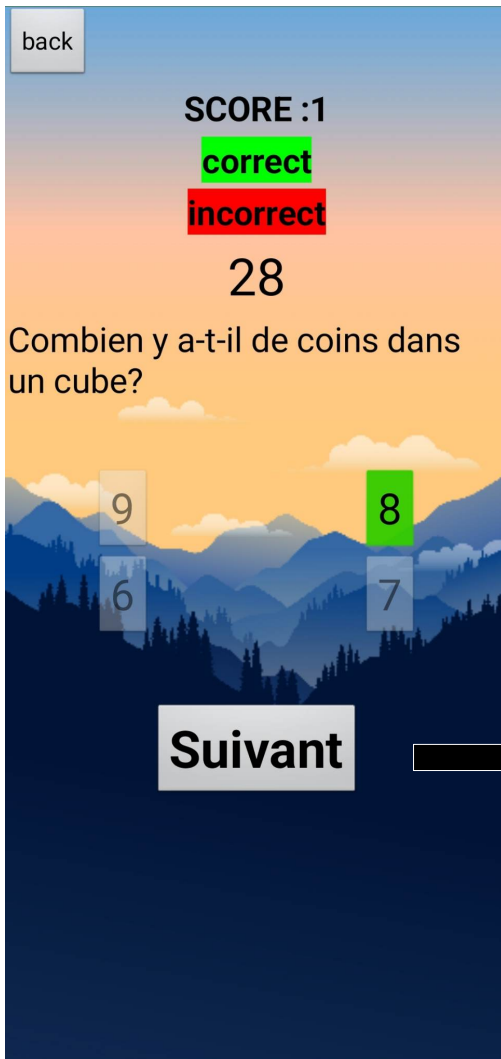 back
SCORE :1
correct
incorrect
28
Combien y a-t-il de coins dans
un cube?
9
8
6
7
Suivant